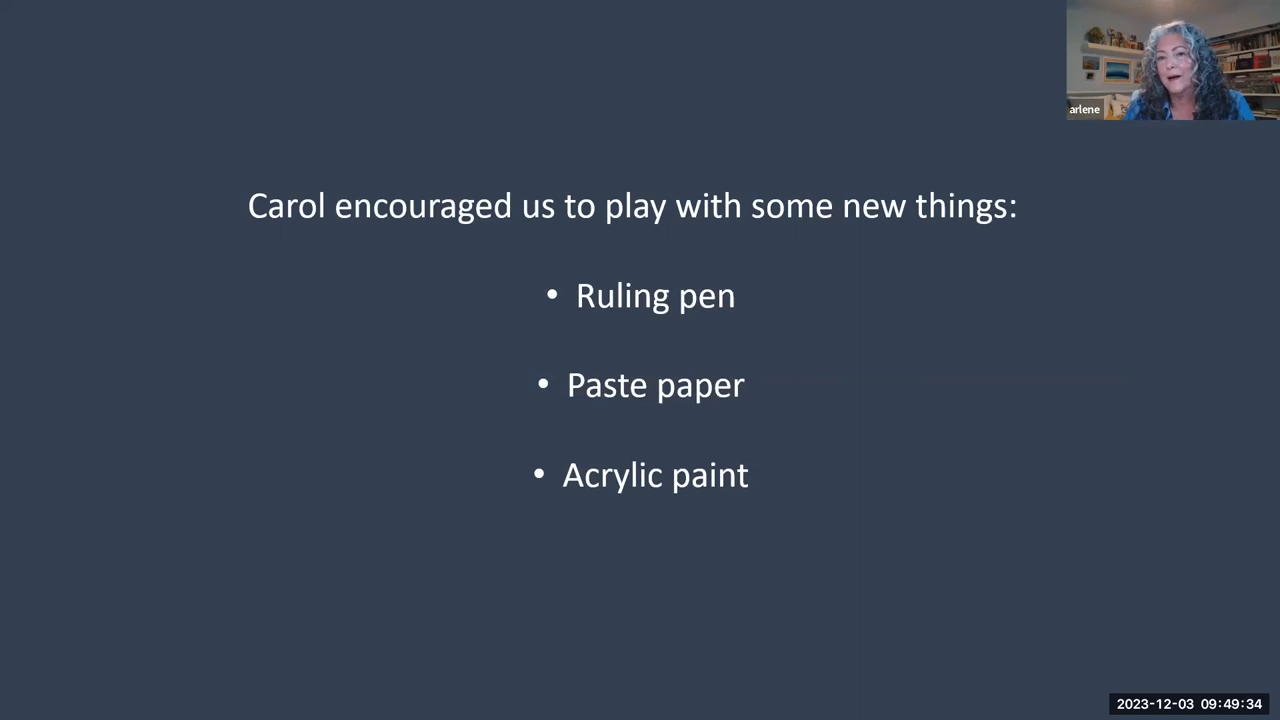 arlene
Carol encouraged us to play with some new things:
• Ruling pen
• Paste paper
• Acrylic paint
2023-12-03 09:49:34